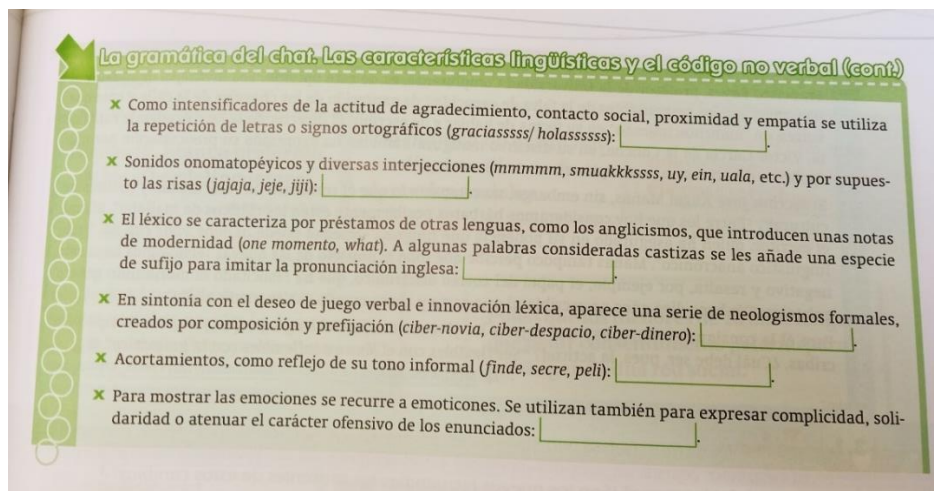 La gramática del chat. Las características lingüísticas y el código no verbal (cont.)
× Como intensificadores de la actitud de agradecimiento, contacto social, proximidad y empatía se utiliza
la repetición de letras o signos ortográficos (graciasssss/ holassssss):          .
× Sonidos onomatopéyicos y diversas interjecciones (mmmmm, smuakkkssss, uy, ein, uala, etc.) y por supues-
to las risas (jajaja, jeje, jiji):          .
× El léxico se caracteriza por préstamos de otras lenguas, como los anglicismos, que introducen unas notas
de modernidad (one momento, what). A algunas palabras consideradas castizas se les añade una especie
de sufijo para imitar la pronunciación inglesa:          .
× En sintonía con el deseo de juego verbal e innovación léxica, aparece una serie de neologismos formales,
creados por composición y prefijación (ciber-novia, ciber-despacio, ciber-dinero):          .
× Acortamientos, como reflejo de su tono informal (finde, secre, peli):          .
× Para mostrar las emociones se recurre a emoticones. Se utilizan también para expresar complicidad, soli-
daridad o atenuar el carácter ofensivo de los enunciados:          .